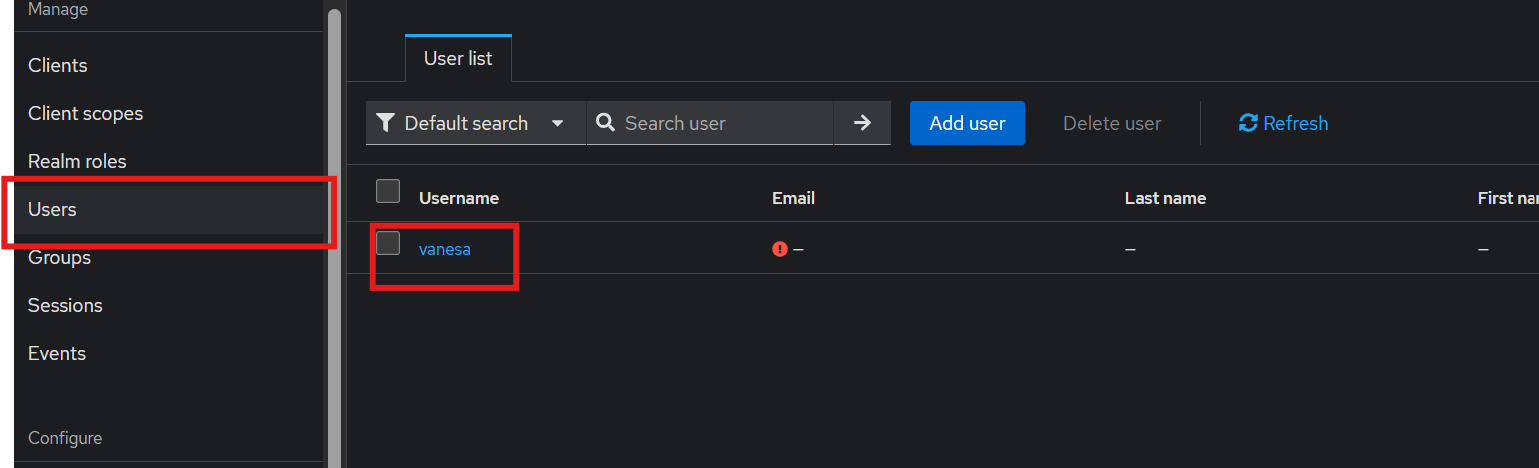 Manage
Clients
Client scopes
Realm roles
Users
Groups
Sessions
Events
Configure
User list
Default search Search user Add user Delete user Refresh
Username Email Last name First na
vanesa – – –